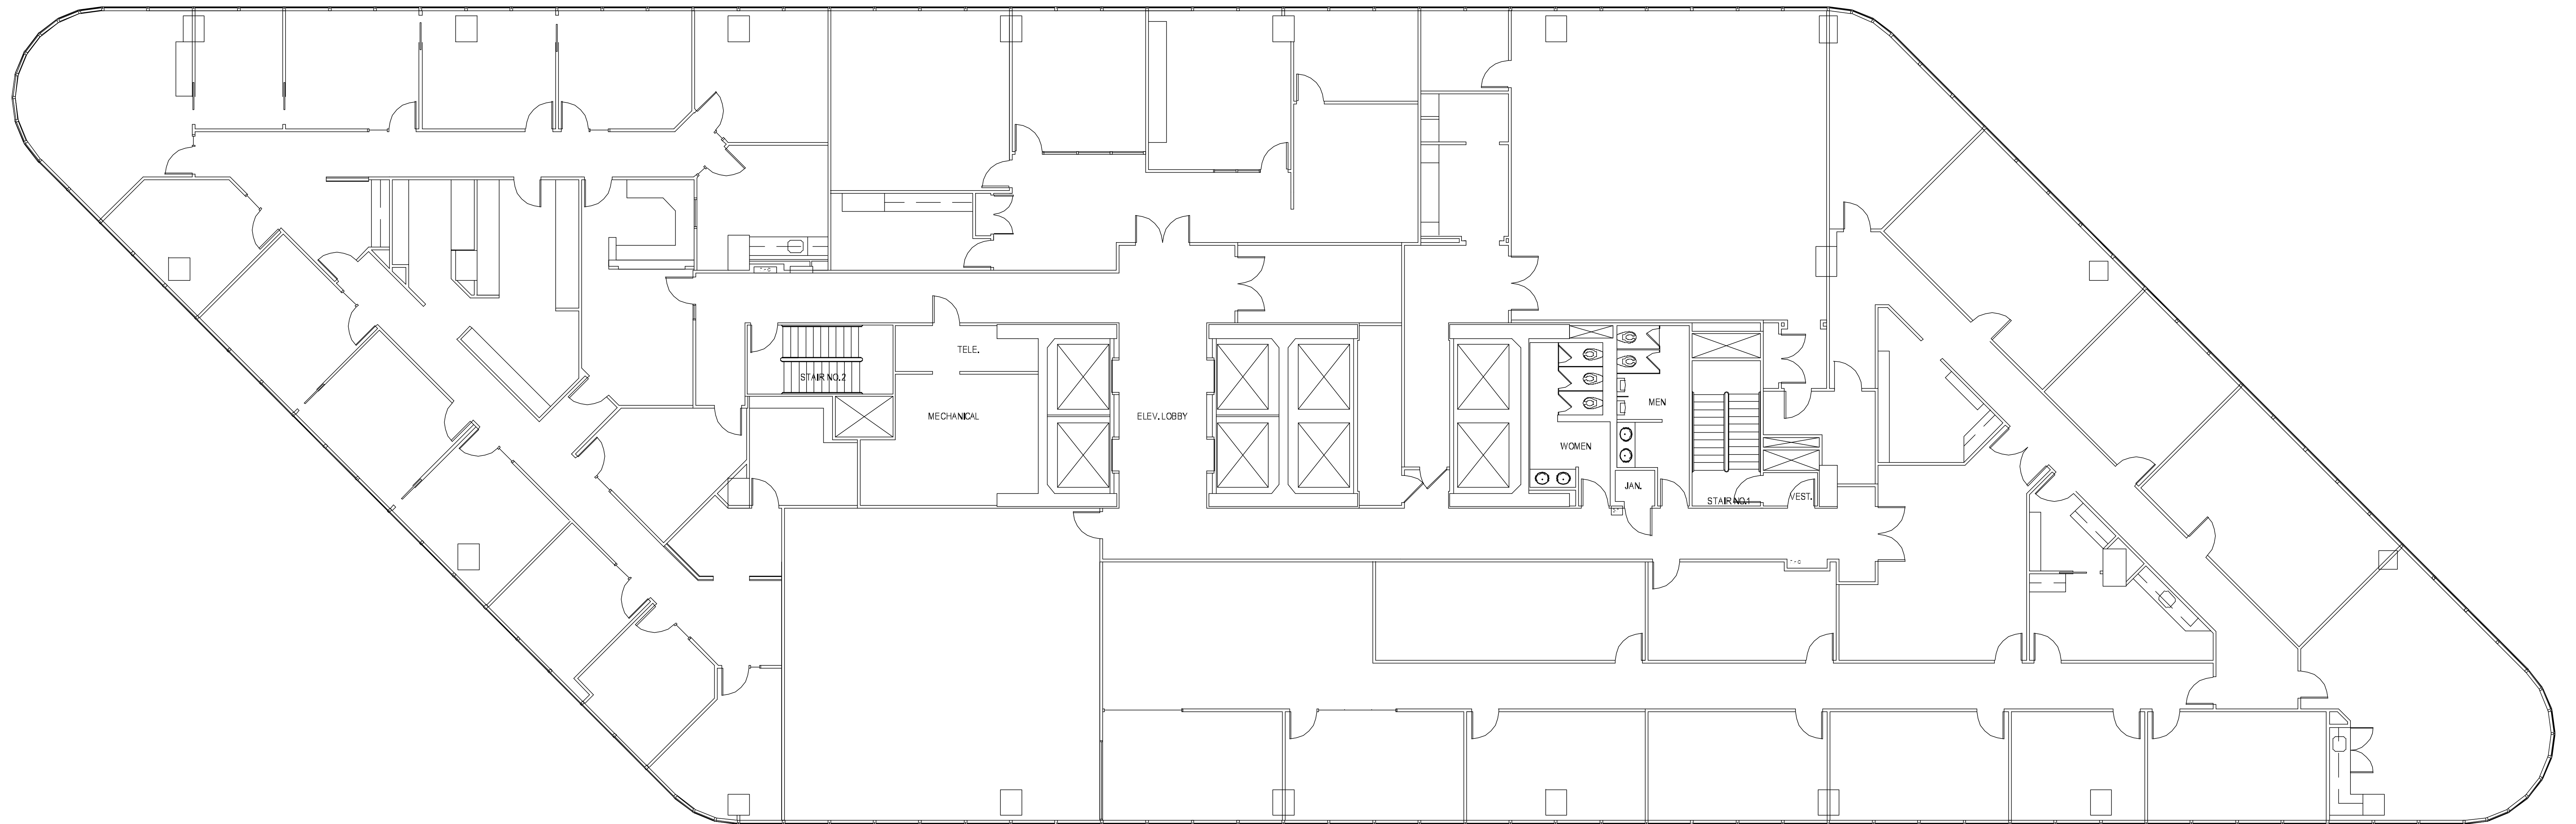 TELE.
STAIR NO.2
MECHANICAL
ELEV. LOBBY
MEN
WOMEN
JAN.
STAIR NO.1
VEST.